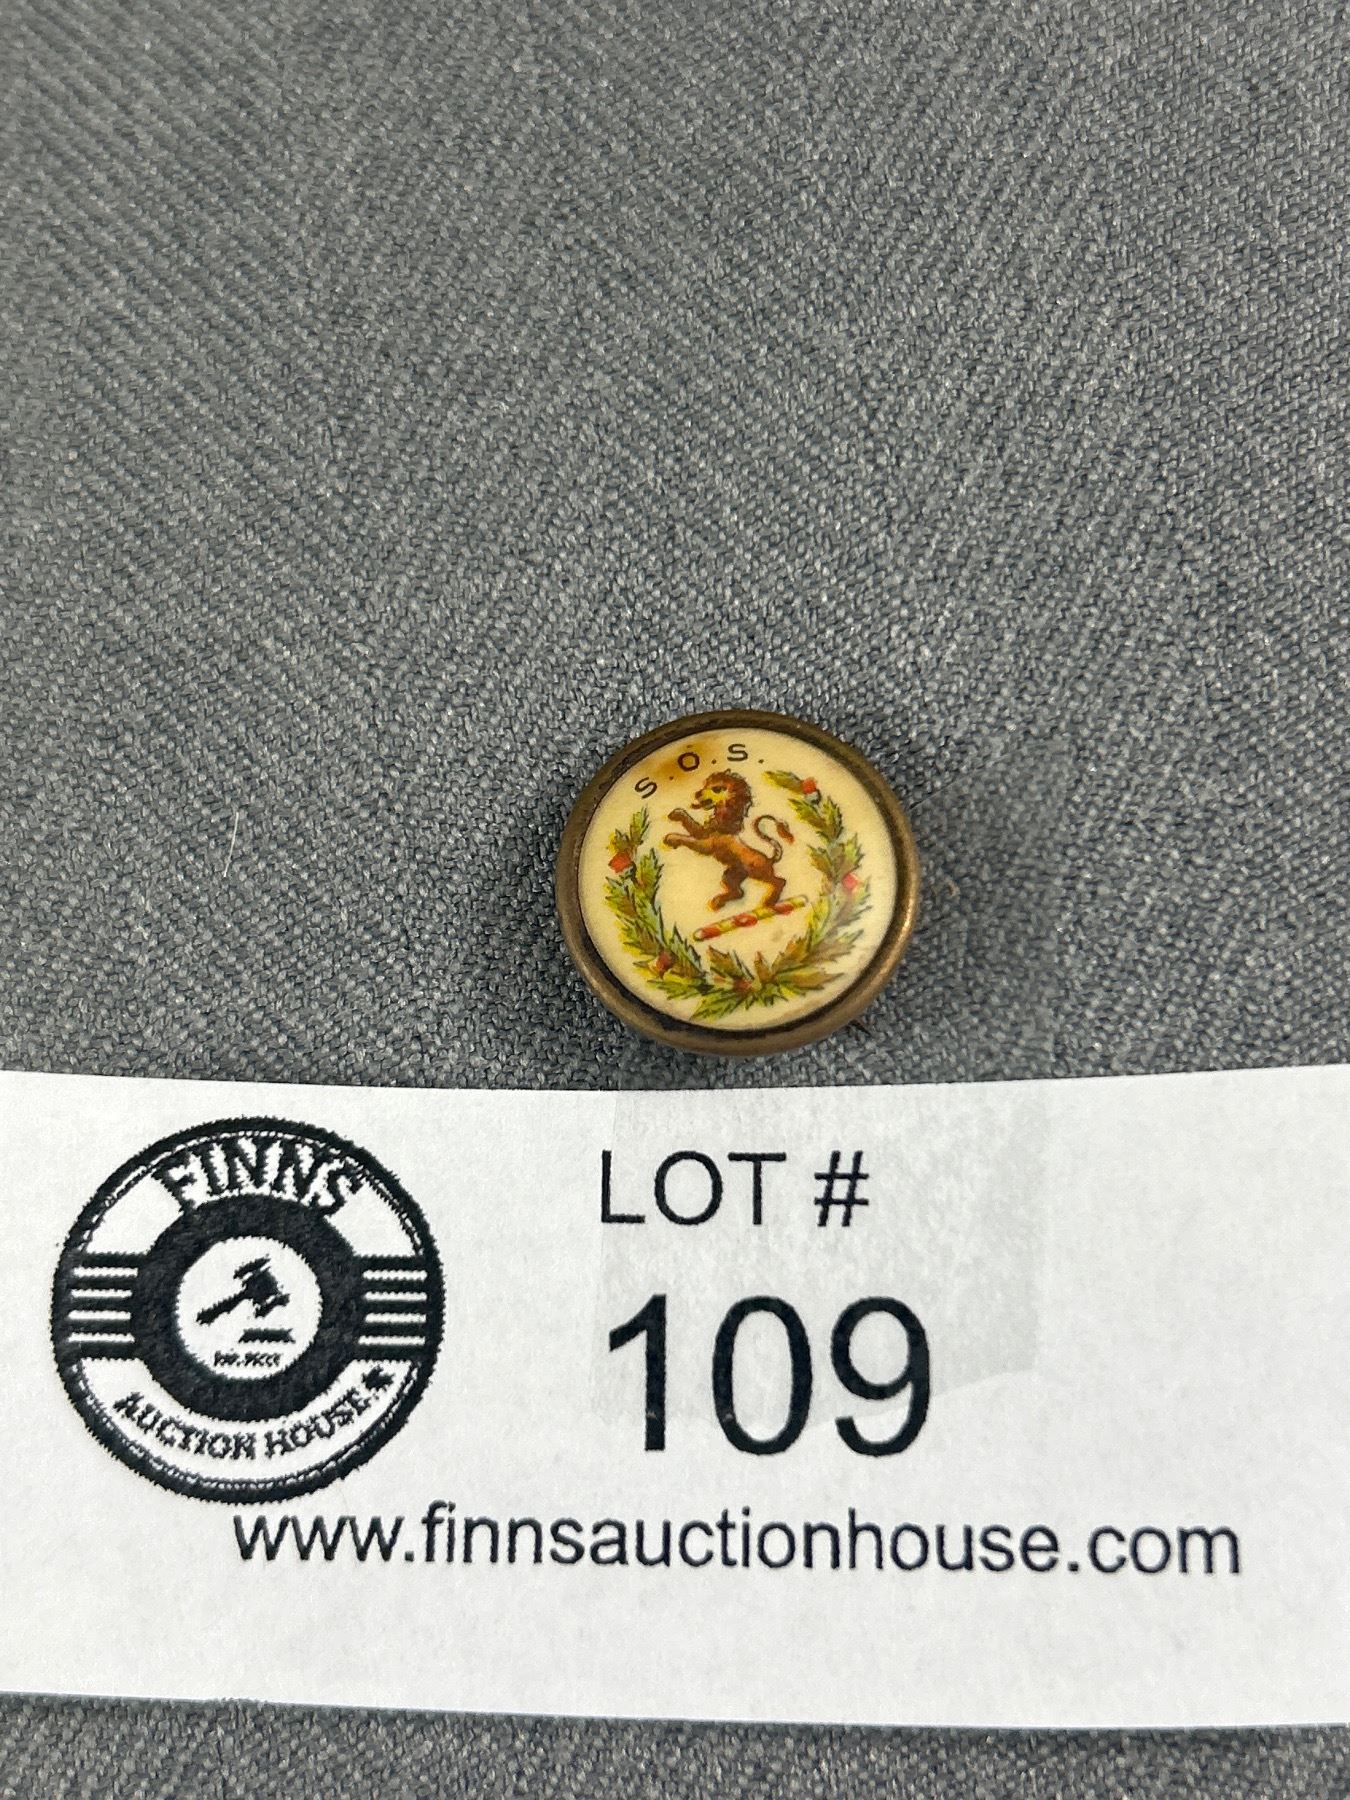 S.O.S.
FINNS
AUCTION HOUSE
LOT #
109
www.finnsauctionhouse.com